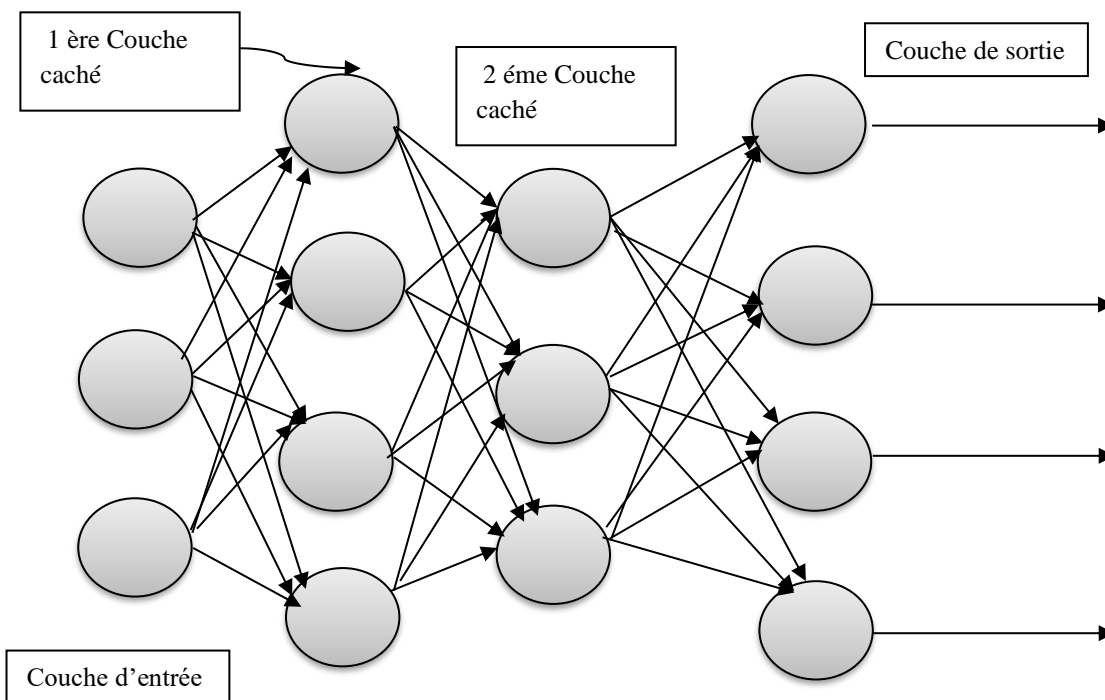 1 ère Couche
caché
2 éme Couche
caché
Couche de sortie
Couche d’entrée